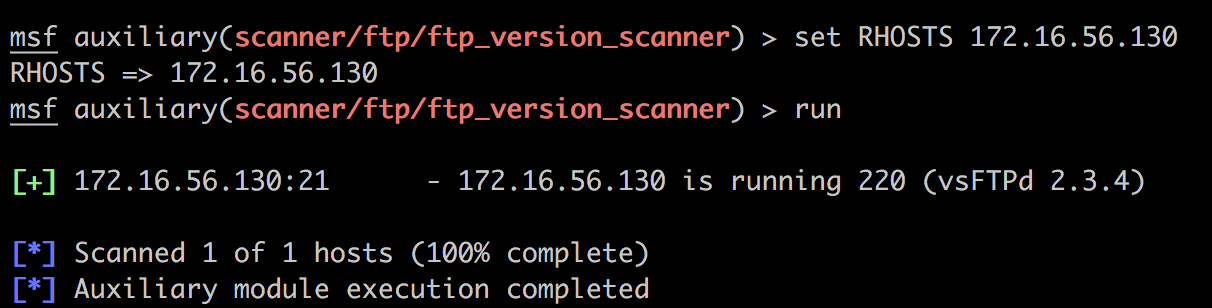 msf auxiliary(scanner/ftp/ftp_version_scanner) > set RHOSTS 172.16.56.130
RHOSTS => 172.16.56.130
msf auxiliary(scanner/ftp/ftp_version_scanner) > run
[+] 172.16.56.130:21 - 172.16.56.130 is running 220 (vsFTPd 2.3.4)
[*] Scanned 1 of 1 hosts (100% complete)
[*] Auxiliary module execution completed